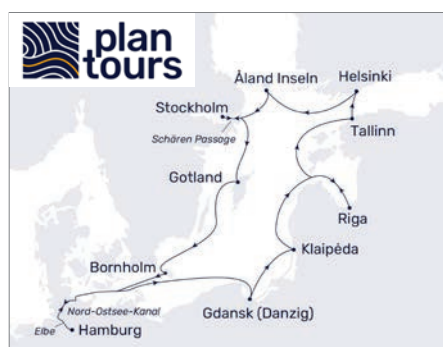 plan
tours
Åland Inseln
Helsinki
Stockholm
Schären Passage
Tallinn
Gotland
Riga
Klaipėda
Bornholm
Gdansk (Danzig)
Nord-Ostsee-Kanal
Elbe
Hamburg